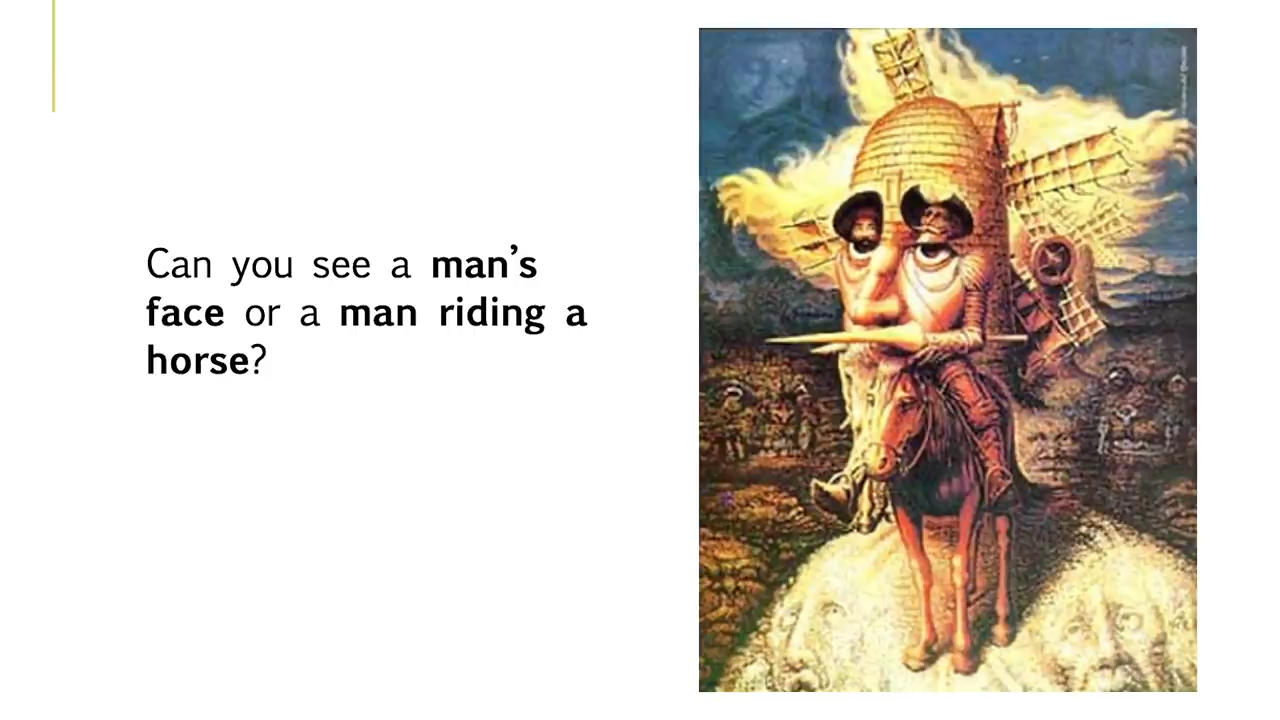 Can you see a man’s
face or a man riding a
horse?